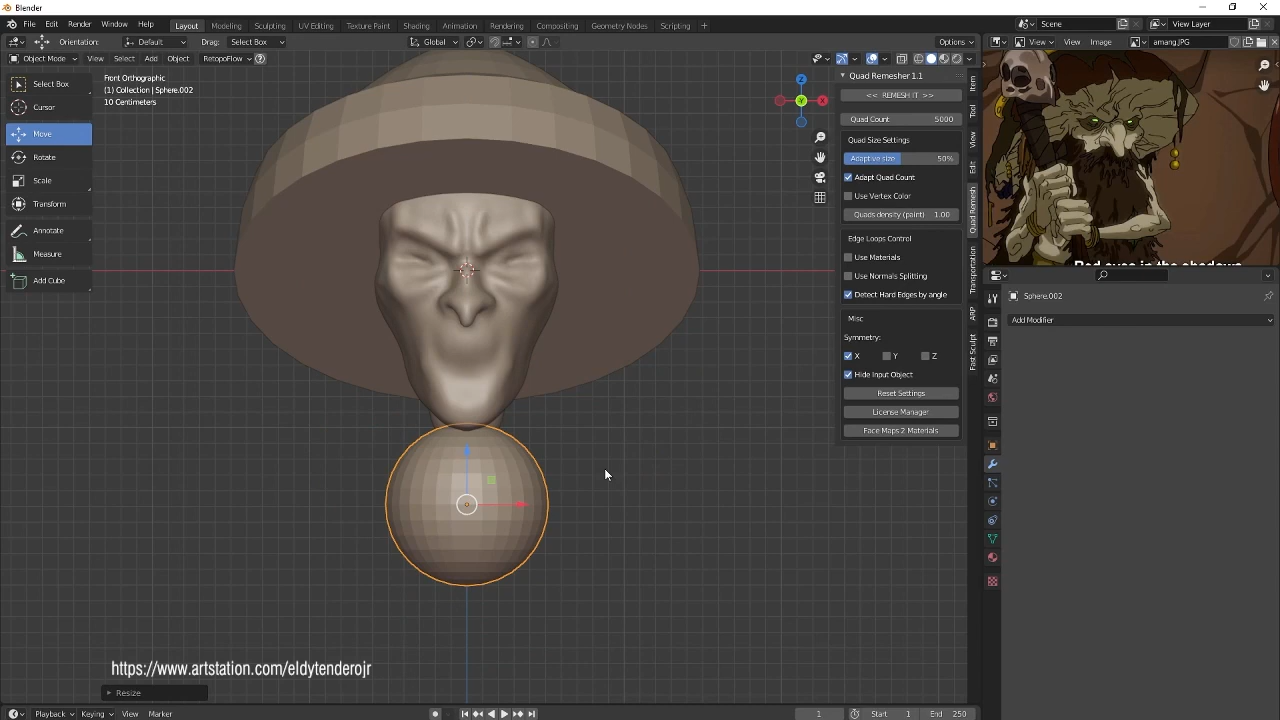 Blender
File Edit Render Window Help Layout Modeling Sculpting UV Editing Texture Paint Shading Animation Rendering Compositing Geometry Nodes Scripting + Scene View Layer
Orientation: Default Drag: Select Box Global Options View View Image amang.JPG
Object Mode View Select Add Object RetopoFlow
Front Orthographic
(1) Collection | Sphere.002
10 Centimeters
Select Box
Cursor
Move
Rotate
Scale
Transform
Annotate
Measure
Add Cube
Z
Y
X
Quad Remesher 1.1
<< REMESH IT >>
Quad Count 5000
Quad Size Settings
Adaptive size 50%
Adapt Quad Count
Use Vertex Color
Quads density (paint) 1.00
Edge Loops Control
Use Materials
Use Normals Splitting
Detect Hard Edges by angle
Misc
Symmetry:
X Y Z
Hide Input Object
Reset Settings
License Manager
Face Maps 2 Materials
Item
Tool
View
Edit
Quad Remesh
Transportation
ARP
Fast Sculpt
Red eyes in the shadows
Sphere.002
Add Modifier
https://www.artstation.com/eldytenderojr
Resize
Playback Keying View Marker 1 Start 1 End 250